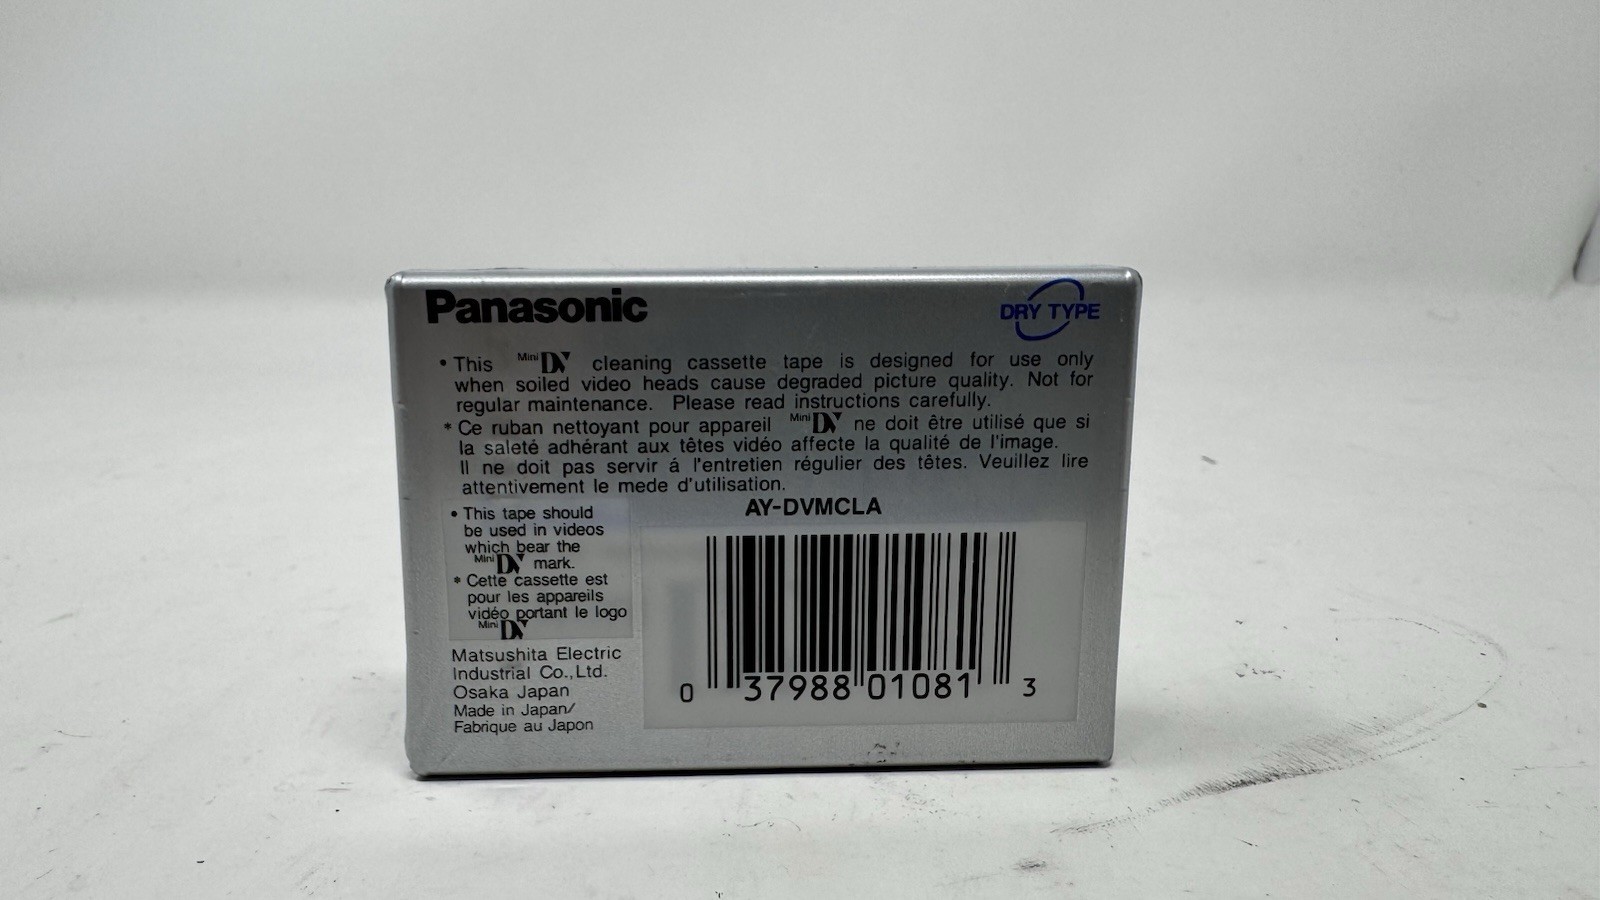 Panasonic
DRY TYPE
• This Mini DV cleaning cassette tape is designed for use only
when soiled video heads cause degraded picture quality. Not for
regular maintenance. Please read instructions carefully.
* Ce ruban nettoyant pour appareil Mini DV ne doit être utilisé que si
la saleté adhérant aux têtes vidéo affecte la qualité de l'image.
Il ne doit pas servir á l'entretien régulier des têtes. Veuillez lire
attentivement le mede d'utilisation.
AY-DVMCLA
• This tape should
be used in videos
which bear the
Mini DV mark.
* Cette cassette est
pour les appareils
vidéo portant le logo
Mini DV
Matsushita Electric
Industrial Co.,Ltd.
Osaka Japan
Made in Japan/
Fabriqué au Japon
0 37988 01081 3